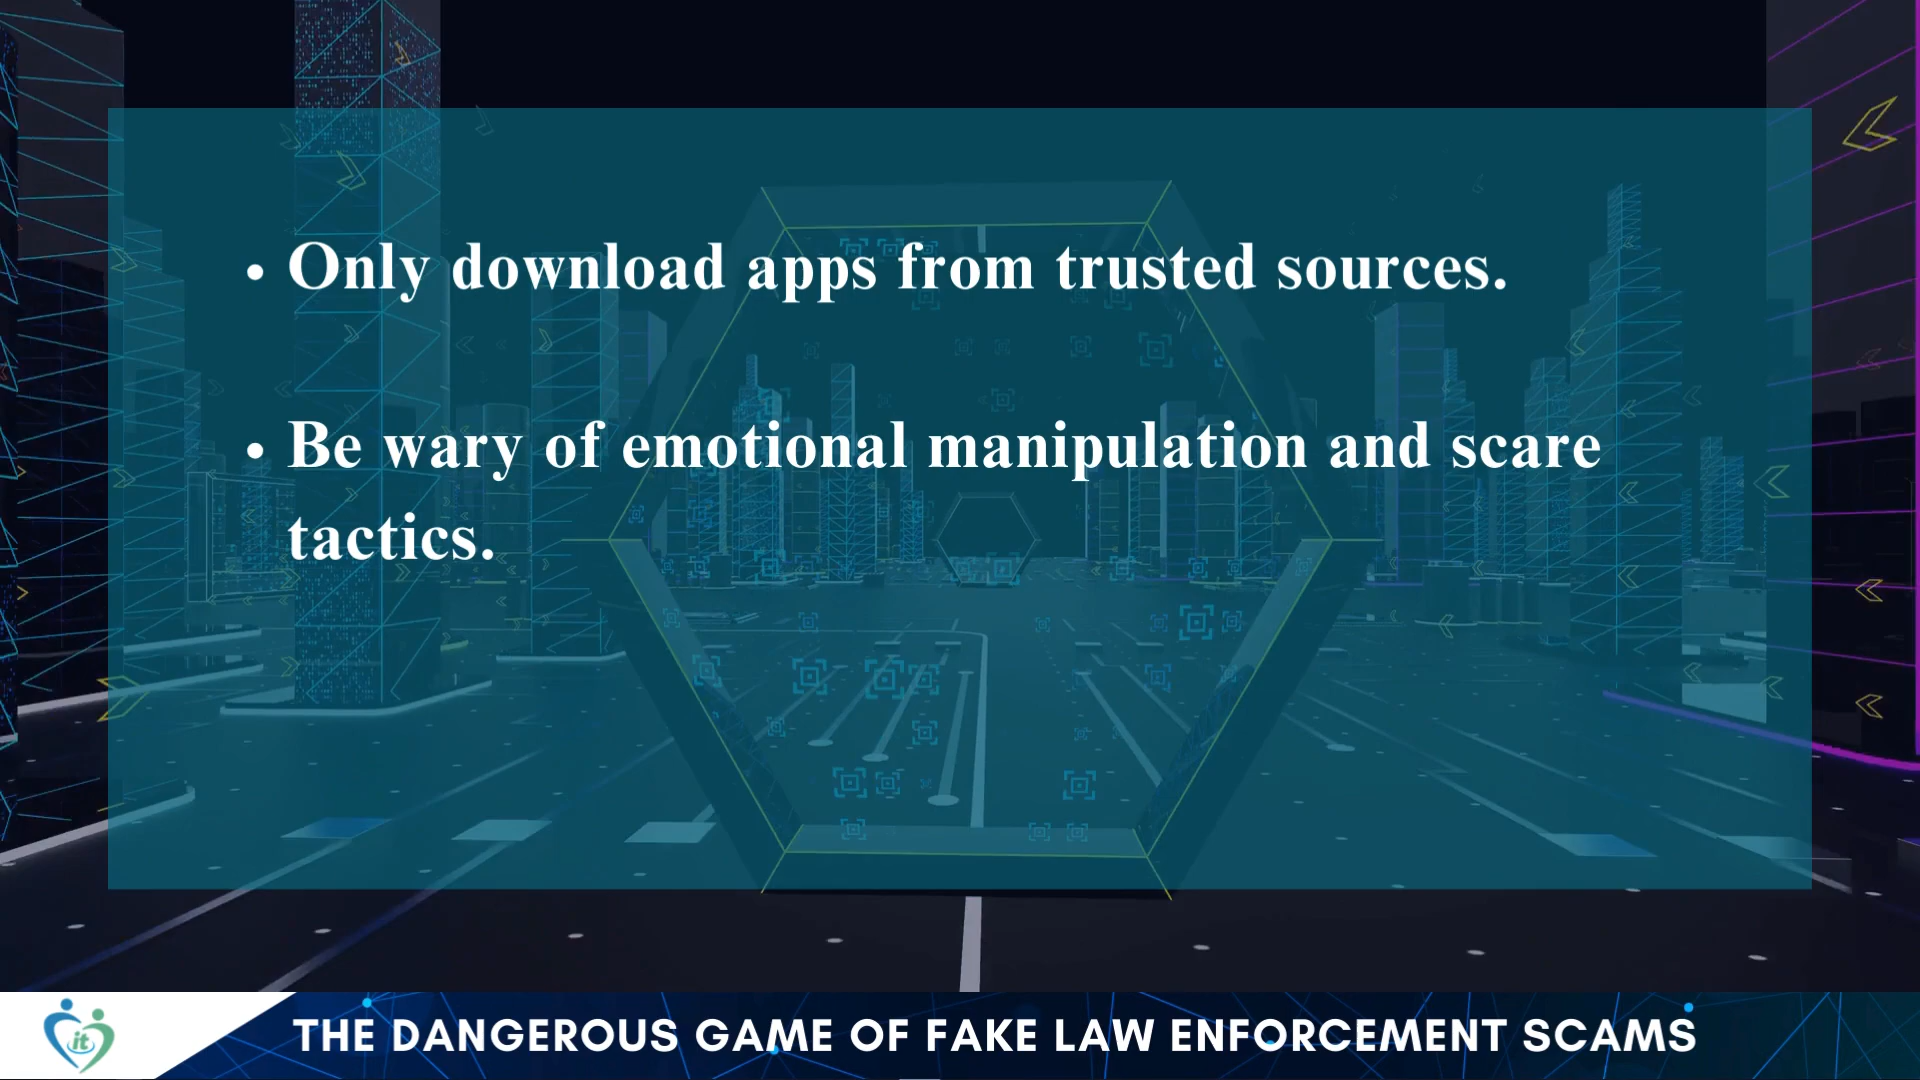 • Only download apps from trusted sources.
• Be wary of emotional manipulation and scare
tactics.
it
THE DANGEROUS GAME OF FAKE LAW ENFORCEMENT SCAMS